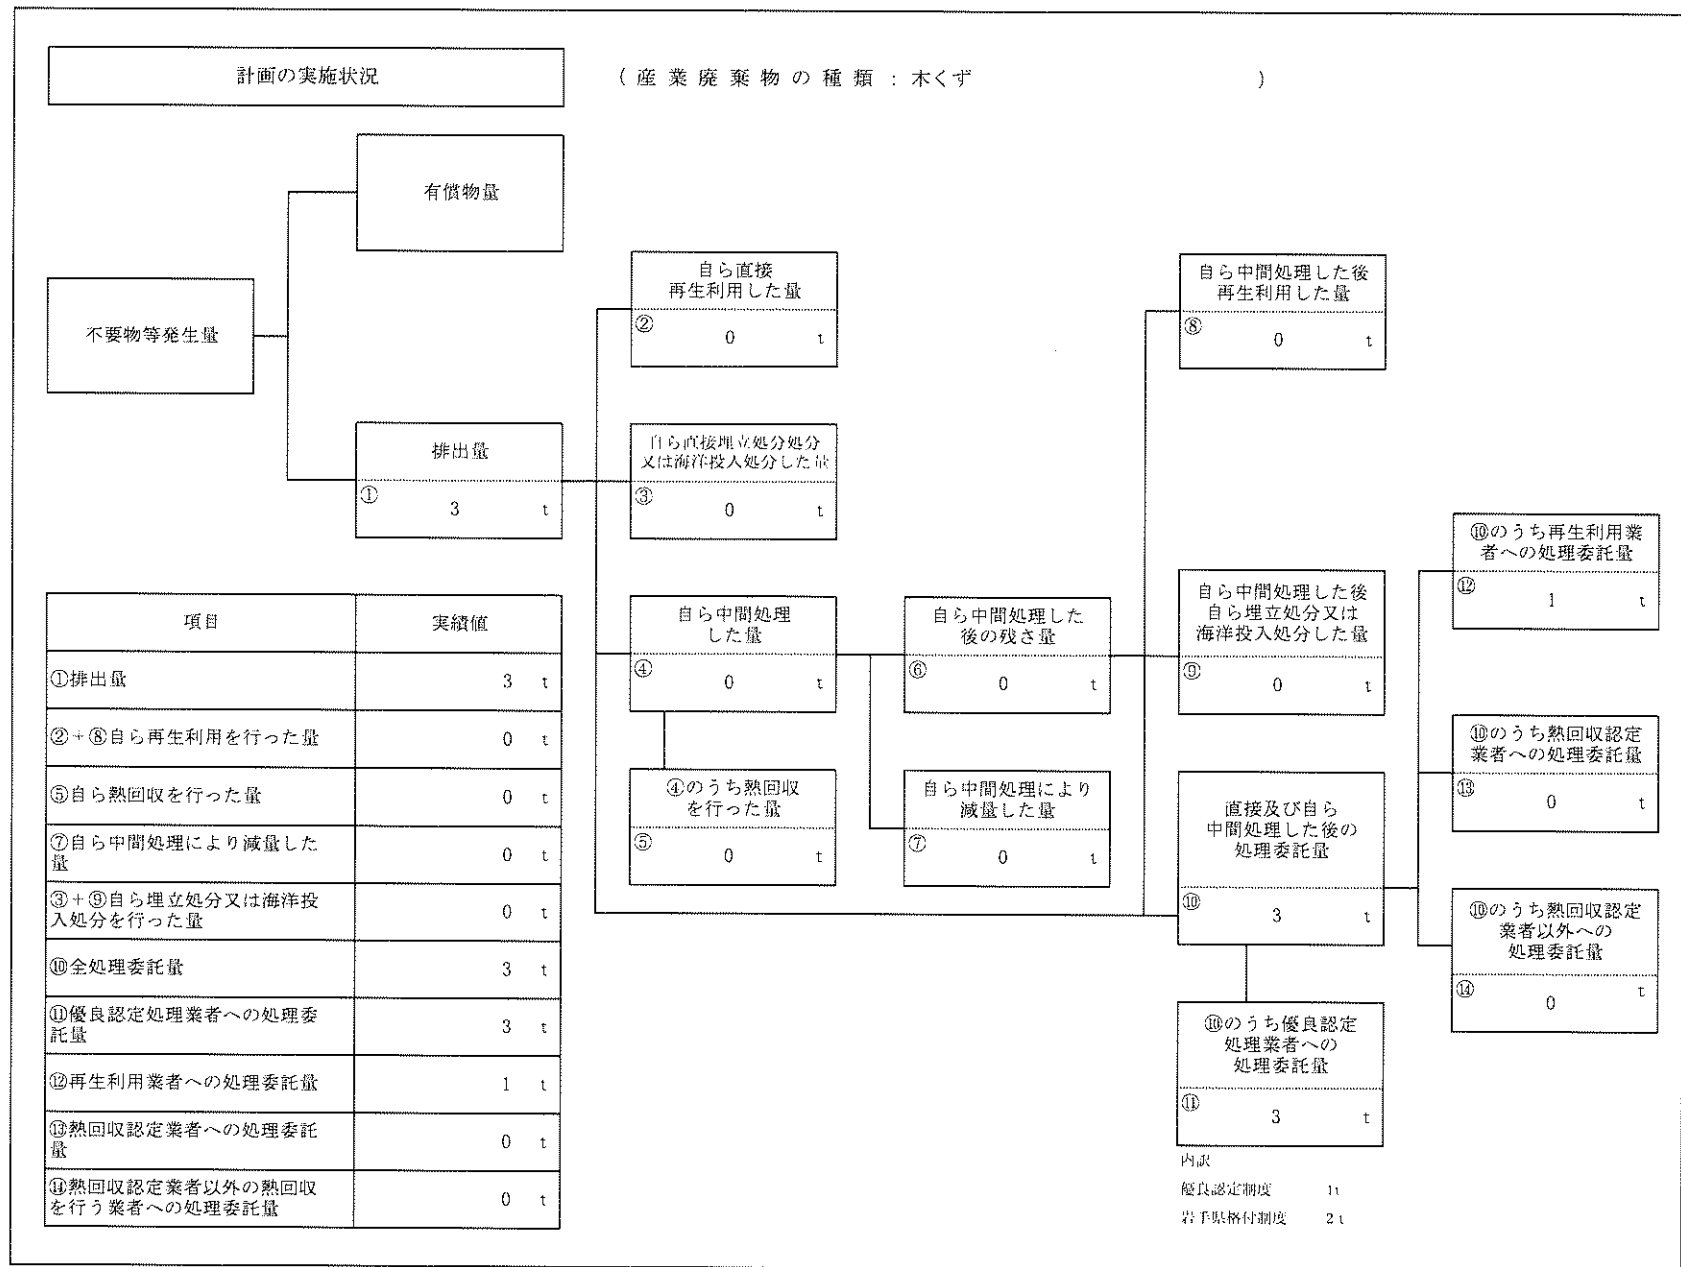 計画の実施状況
(産業廃棄物の種類:木くず)
有償物量
不要物等発生量
排出量
① 3 t
自ら直接
再生利用した量
② 0 t
自ら直接埋立処分処分
又は海洋投入処分した量
③ 0 t
自ら中間処理
した量
④ 0 t
④のうち熱回収
を行った量
⑤ 0 t
自ら中間処理した
後の残さ量
⑥ 0 t
自ら中間処理により
減量した量
⑦ 0 t
自ら中間処理した後
再生利用した量
⑧ 0 t
自ら中間処理した後
自ら埋立処分又は
海洋投入処分した量
⑨ 0 t
直接及び自ら
中間処理した後の
処理委託量
⑩ 3 t
⑩のうち優良認定
処理業者への
処理委託量
⑪ 3 t
内訳
優良認定制度 1t
岩手県格付制度 2t
⑩のうち再生利用業
者への処理委託量
⑫ 1 t
⑩のうち熱回収認定
業者への処理委託量
⑬ 0 t
⑩のうち熱回収認定
業者以外への
処理委託量
⑭ 0 t
項目 実績値
①排出量 3 t
②+⑧自ら再生利用を行った量 0 t
⑤自ら熱回収を行った量 0 t
⑦自ら中間処理により減量した
量 0 t
③+⑨自ら埋立処分又は海洋投
入処分を行った量 0 t
⑩全処理委託量 3 t
⑪優良認定処理業者への処理委
託量 3 t
⑫再生利用業者への処理委託量 1 t
⑬熱回収認定業者への処理委託
量 0 t
⑭熱回収認定業者以外の熱回収
を行う業者への処理委託量 0 t